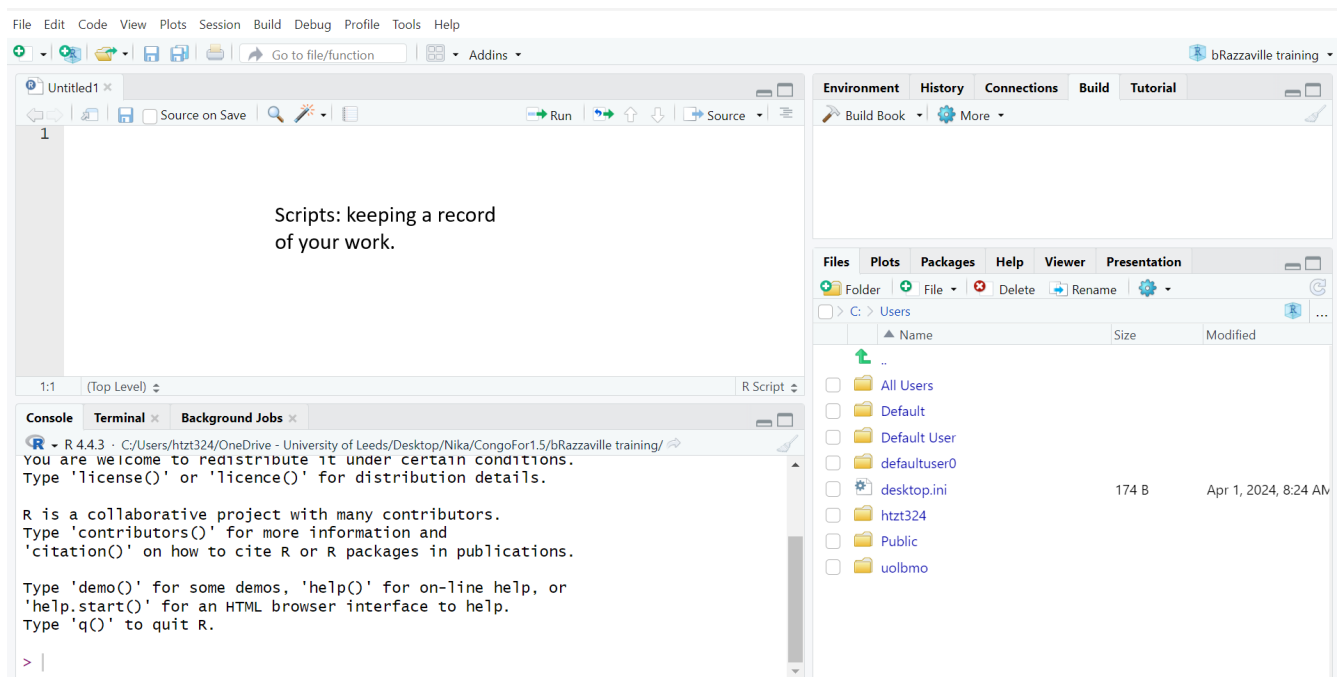 File Edit Code View Plots Session Build Debug Profile Tools Help
Go to file/function Addins bRazzaville training
Untitled1
Source on Save Run Source
1
Scripts: keeping a record
of your work.
1:1 (Top Level) R Script
Console Terminal Background Jobs
R 4.4.3 · C:/Users/htzt324/OneDrive - University of Leeds/Desktop/Nika/CongoFor1.5/bRazzaville training/
You are welcome to redistribute it under certain conditions.
Type 'license()' or 'licence()' for distribution details.
R is a collaborative project with many contributors.
Type 'contributors()' for more information and
'citation()' on how to cite R or R packages in publications.
Type 'demo()' for some demos, 'help()' for on-line help, or
'help.start()' for an HTML browser interface to help.
Type 'q()' to quit R.
>
Environment History Connections Build Tutorial
Build Book More
Files Plots Packages Help Viewer Presentation
Folder File Delete Rename
C: > Users ...
Name Size Modified
..
All Users
Default
Default User
defaultuser0
desktop.ini 174 B Apr 1, 2024, 8:24 AM
htzt324
Public
uolbmo